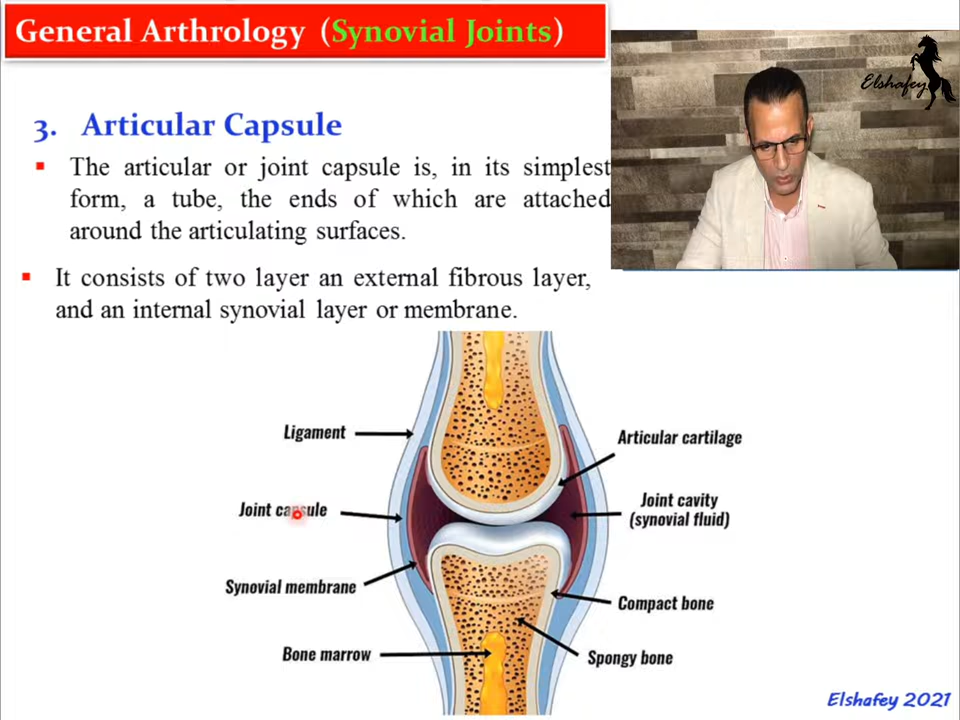 General Arthrology (Synovial Joints)
Elshafey
3. Articular Capsule
The articular or joint capsule is, in its simplest
form, a tube, the ends of which are attached
around the articulating surfaces.
It consists of two layer an external fibrous layer,
and an internal synovial layer or membrane.
Ligament
Articular cartilage
Joint capsule
Joint cavity
(synovial fluid)
Synovial membrane
Compact bone
Bone marrow
Spongy bone
Elshafey 2021